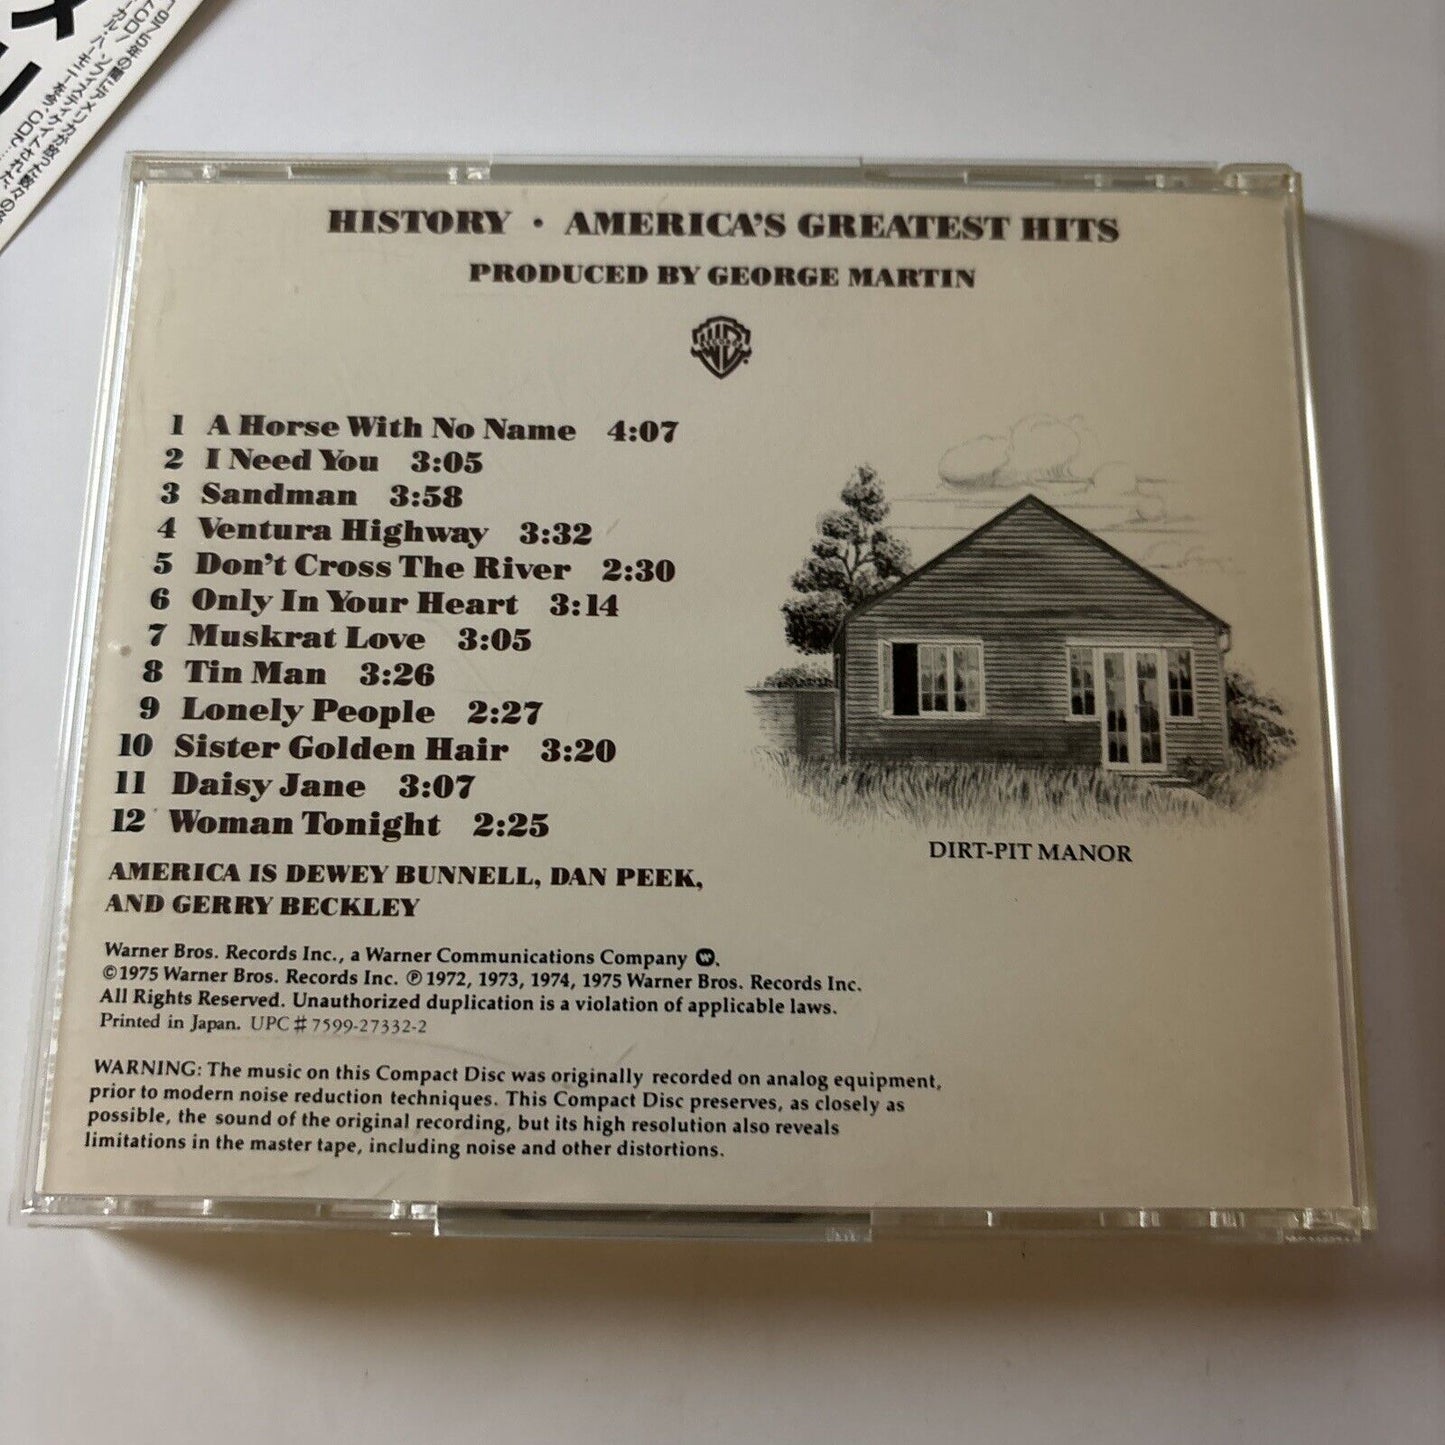 HISTORY · AMERICA'S GREATEST HITS
PRODUCED BY GEORGE MARTIN
1 A Horse With No Name 4:07
2 I Need You 3:05
3 Sandman 3:58
4 Ventura Highway 3:32
5 Don't Cross The River 2:30
6 Only In Your Heart 3:14
7 Muskrat Love 3:05
8 Tin Man 3:26
9 Lonely People 2:27
10 Sister Golden Hair 3:20
11 Daisy Jane 3:07
12 Woman Tonight 2:25
DIRT-PIT MANOR
AMERICA IS DEWEY BUNNELL, DAN PEEK,
AND GERRY BECKLEY
Warner Bros. Records Inc., a Warner Communications Company W.
©1975 Warner Bros. Records Inc. ℗1972, 1973, 1974, 1975 Warner Bros. Records Inc.
All Rights Reserved. Unauthorized duplication is a violation of applicable laws.
Printed in Japan. UPC#7599-27332-2
WARNING: The music on this Compact Disc was originally recorded on analog equipment,
prior to modern noise reduction techniques. This Compact Disc preserves, as closely as
possible, the sound of the original recording, but its high resolution also reveals
limitations in the master tape, including noise and other distortions.